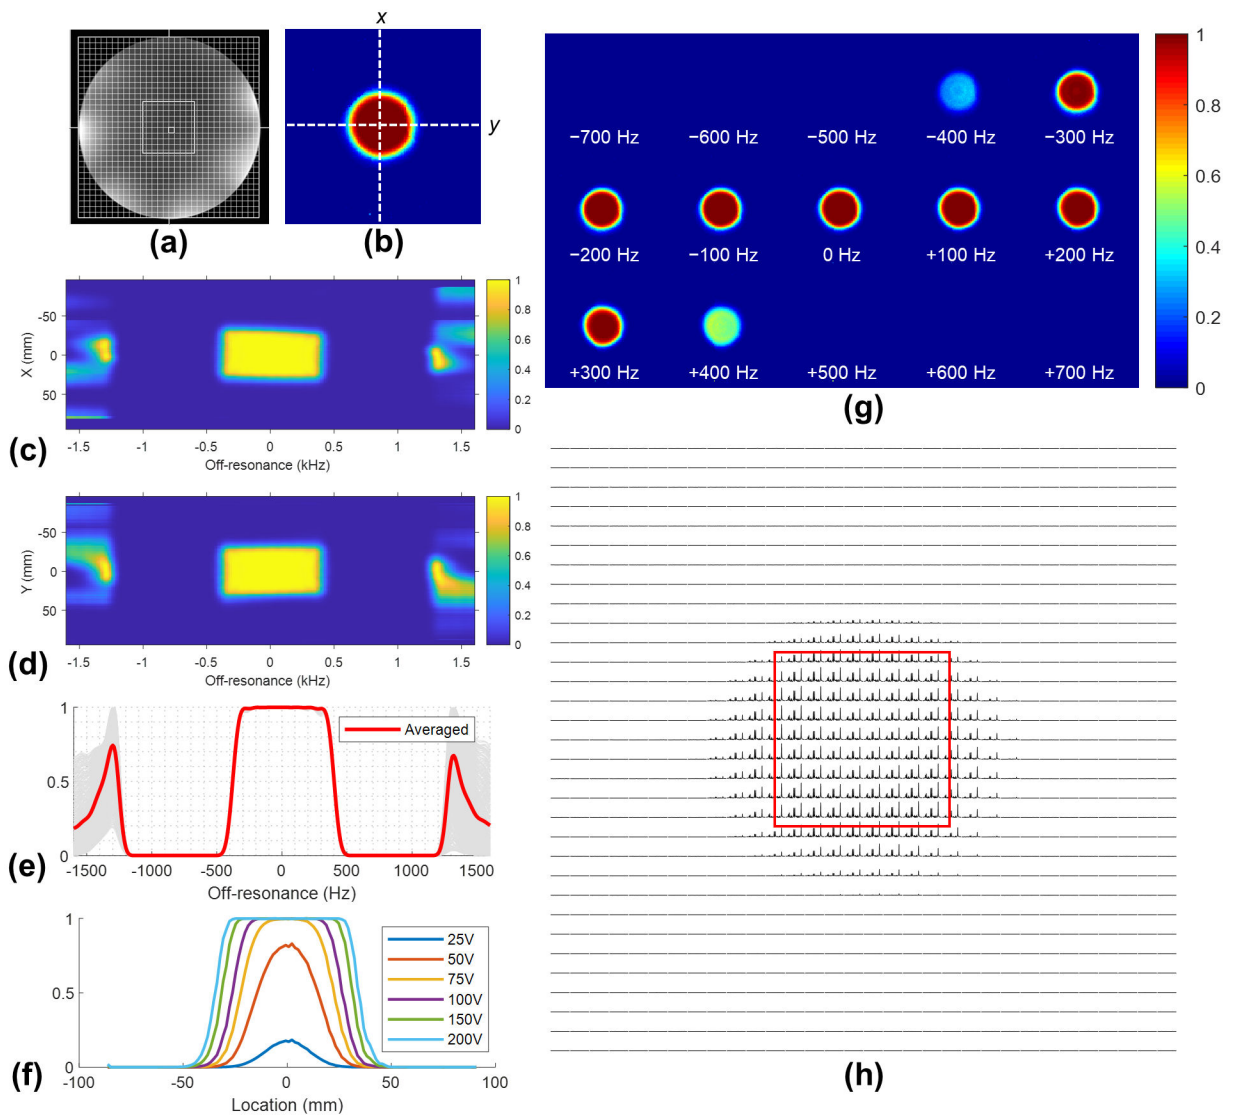 x
y
(a)
(b)
−700 Hz
−600 Hz
−500 Hz
−400 Hz
−300 Hz
−200 Hz
−100 Hz
0 Hz
+100 Hz
+200 Hz
+300 Hz
+400 Hz
+500 Hz
+600 Hz
+700 Hz
1
0.8
0.6
0.4
0.2
0
(g)
-50
0
50
X (mm)
-1.5
-1
-0.5
0
0.5
1
1.5
Off-resonance (kHz)
1
0.8
0.6
0.4
0.2
0
(c)
-50
0
50
Y (mm)
-1.5
-1
-0.5
0
0.5
1
1.5
Off-resonance (kHz)
1
0.8
0.6
0.4
0.2
0
(d)
1
0.5
0
Averaged
-1500
-1000
-500
0
500
1000
1500
Off-resonance (Hz)
(e)
1
0.5
0
25V
50V
75V
100V
150V
200V
-100
-50
0
50
100
Location (mm)
(f)
(h)